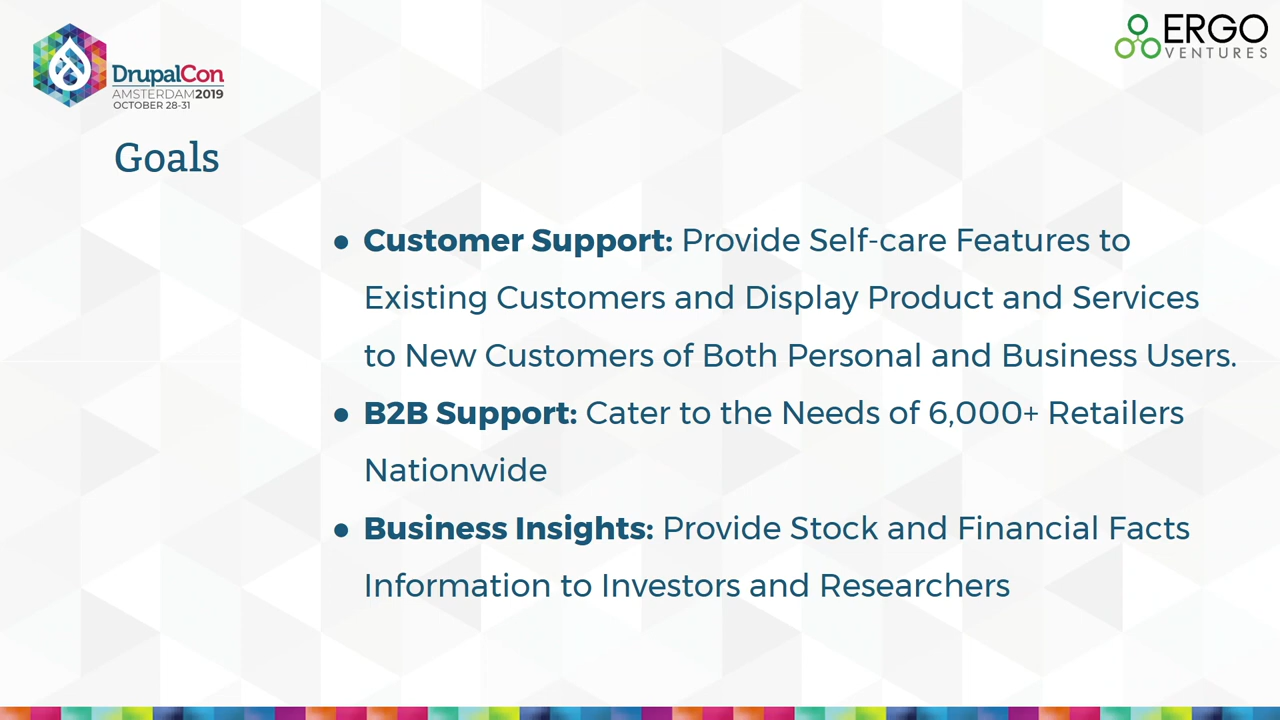 DrupalCon
AMSTERDAM2019
OCTOBER 28-31
ERGO
VENTURES
Goals
● Customer Support: Provide Self-care Features to
Existing Customers and Display Product and Services
to New Customers of Both Personal and Business Users.
● B2B Support: Cater to the Needs of 6,000+ Retailers
Nationwide
● Business Insights: Provide Stock and Financial Facts
Information to Investors and Researchers